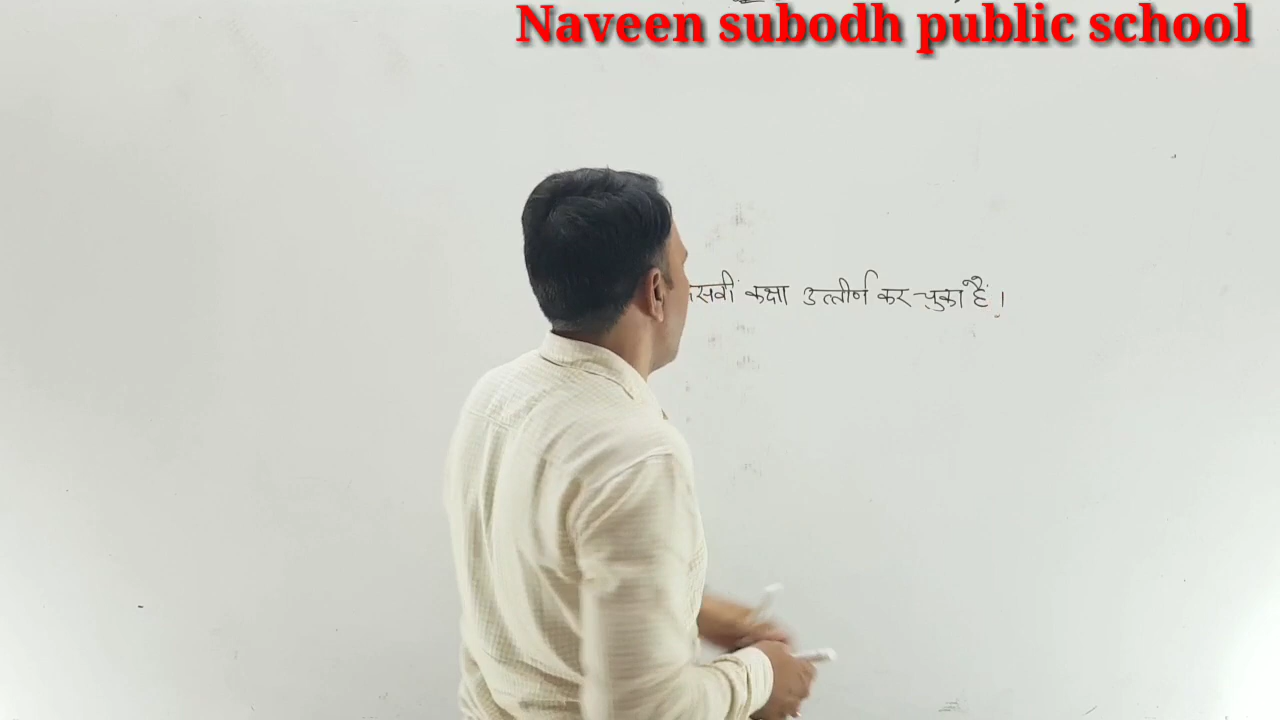 Naveen subodh public school
कक्षा उत्तीर्ण कर चुका हैं !